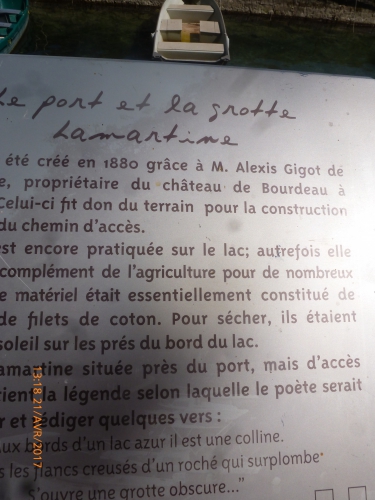 Le port et la grotte
Lamartine
été créé en 1880 grâce à M. Alexis Gigot de
e, propriétaire du château de Bourdeau à
Celui-ci fit don du terrain pour la construction
du chemin d'accès.
est encore pratiquée sur le lac; autrefois elle
complément de l'agriculture pour de nombreux
e matériel était essentiellement constitué de
de filets de coton. Pour sécher, ils étaient
soleil sur les prés du bord du lac.
amartine située près du port, mais d'accès
tient la légende selon laquelle le poète serait
r et rédiger quelques vers :
Aux bords d'un lac azur il est une colline.
s les flancs creusés d'un roché qui surplombe
S'ouvre une grotte obscure..."
13:18 21/AVR/2017